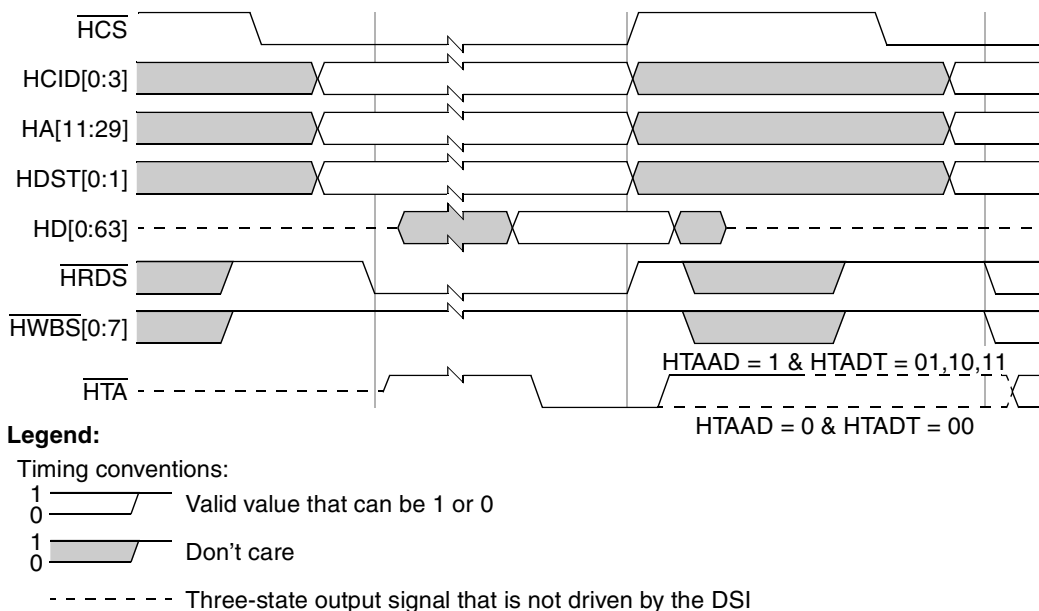 HCS
HCID[0:3]
HA[11:29]
HDST[0:1]
HD[0:63]
HRDS
HWBS[0:7]
HTAAD = 1 & HTADT = 01,10,11
HTA
HTAAD = 0 & HTADT = 00
Legend:
Timing conventions:
1
0
Valid value that can be 1 or 0
1
0
Don't care
Three-state output signal that is not driven by the DSI